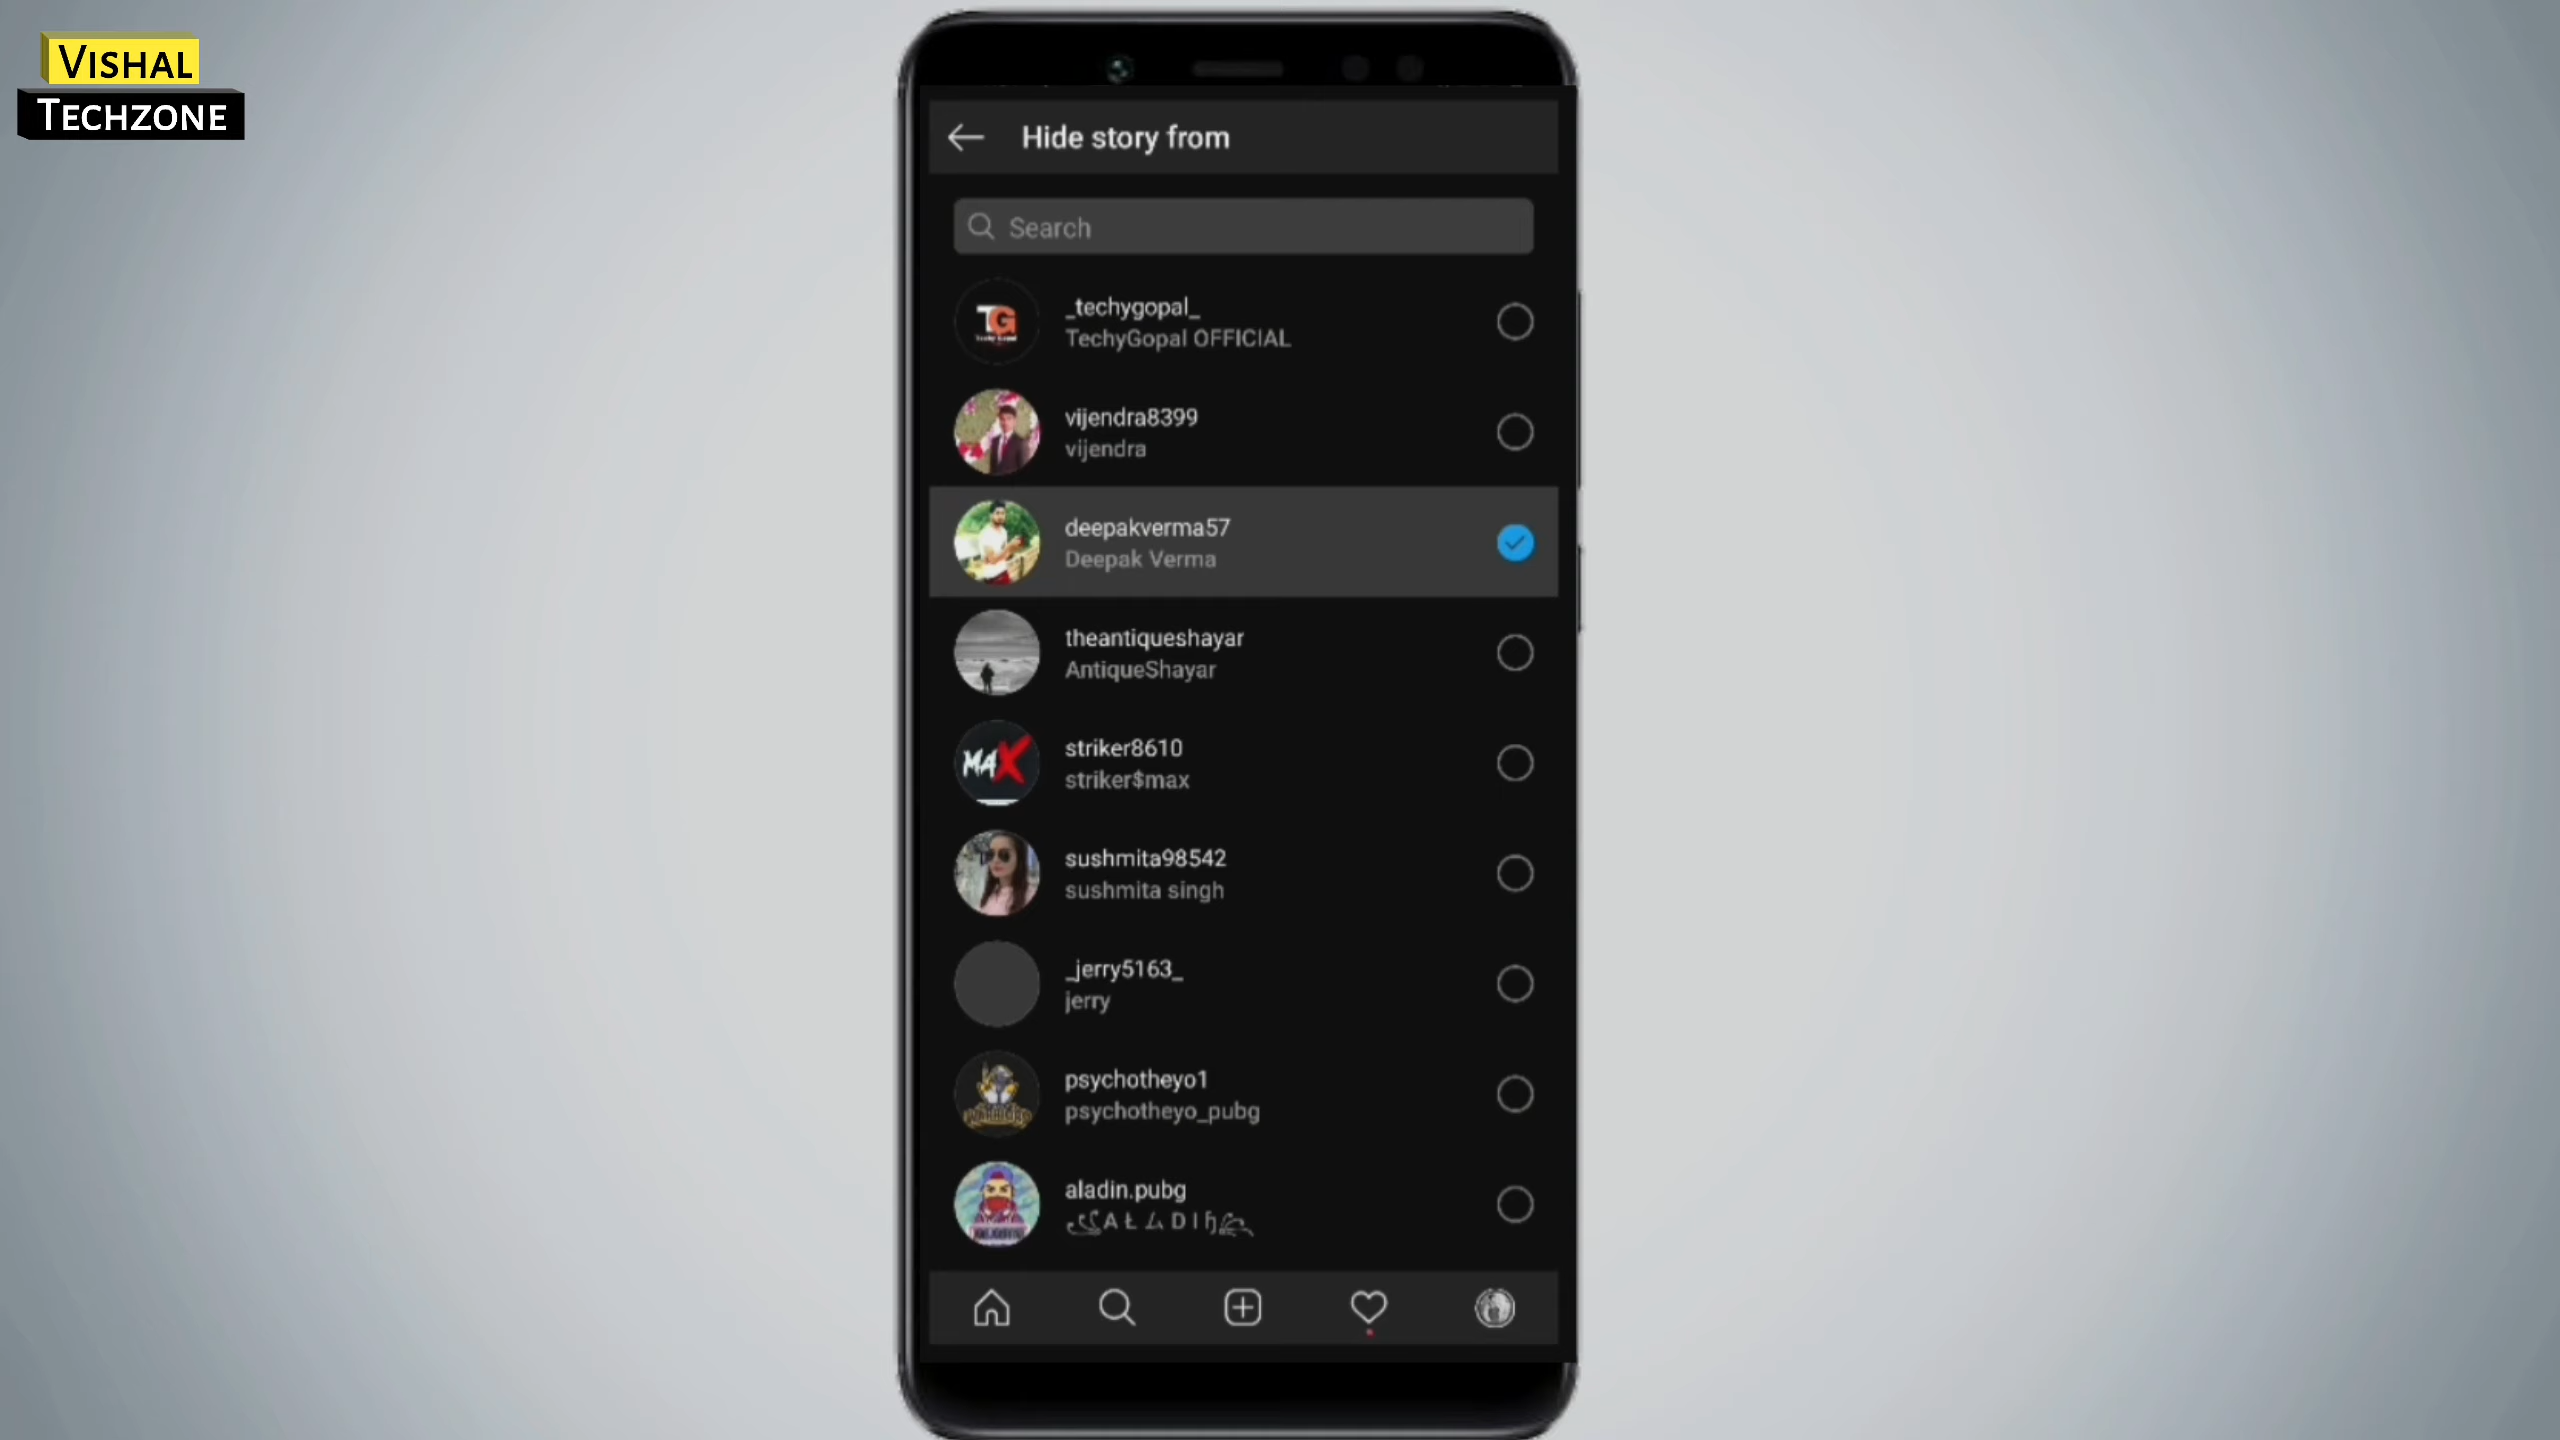 VISHAL
TECHZONE
Hide story from
Search
_techygopal_
TechyGopal OFFICIAL
vijendra8399
vijendra
deepakverma57
Deepak Verma
theantiqueshayar
AntiqueShayar
MAX
striker8610
striker$max
sushmita98542
sushmita singh
_jerry5163_
jerry
psychotheyo1
psychotheyo_pubg
aladin.pubg